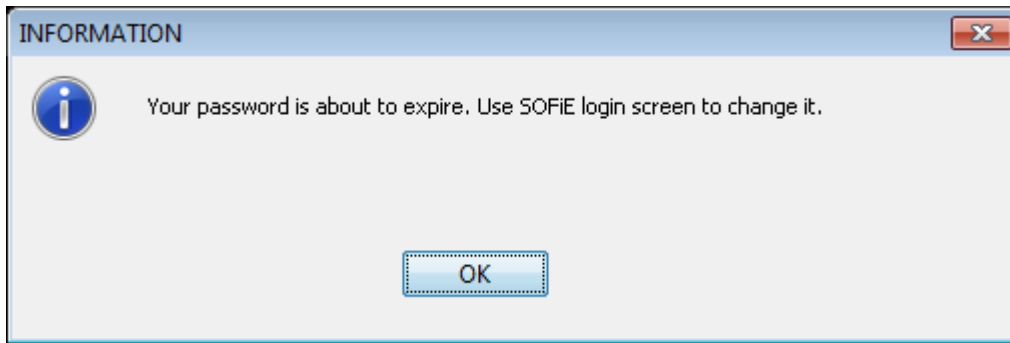 INFORMATION
Your password is about to expire. Use SOFiE login screen to change it.
OK